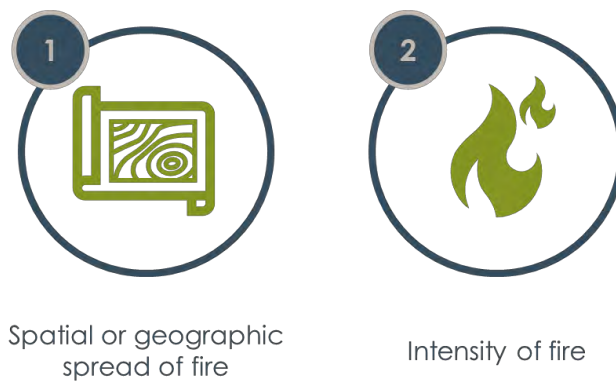 1
2
Spatial or geographic
spread of fire
Intensity of fire